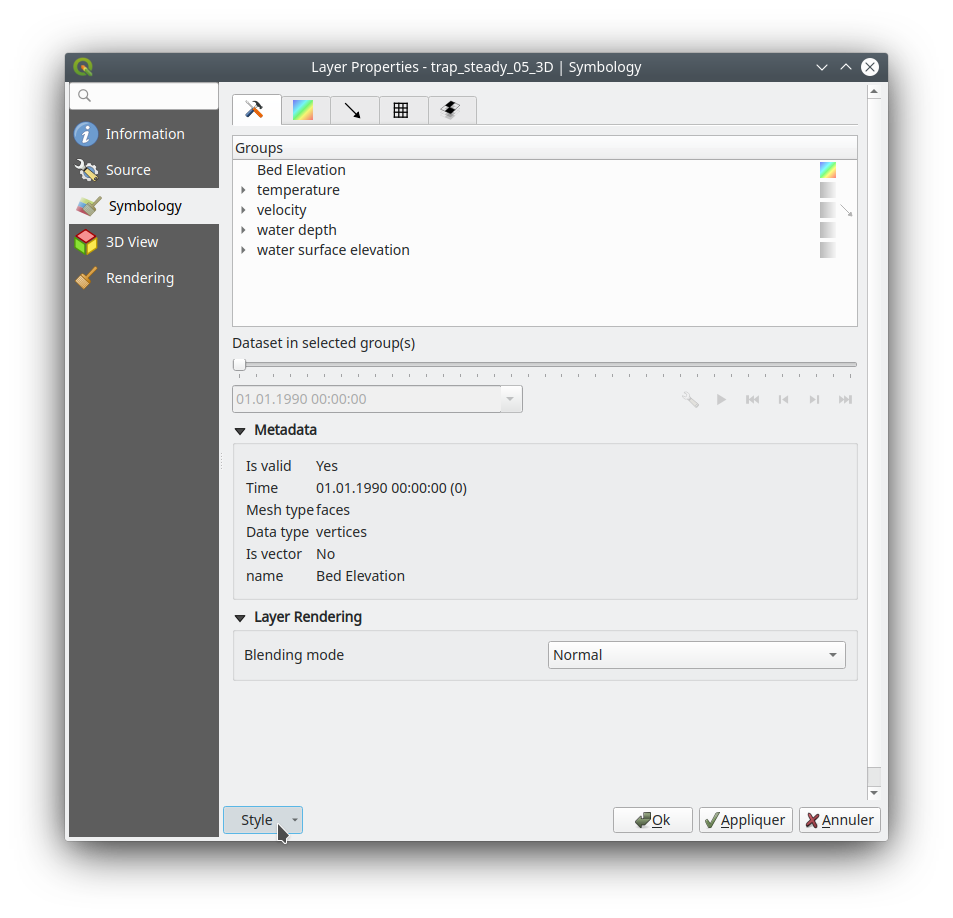 Layer Properties - trap_steady_05_3D | Symbology
Information
Source
Symbology
3D View
Rendering
Groups
Bed Elevation
temperature
velocity
water depth
water surface elevation
Dataset in selected group(s)
01.01.1990 00:00:00
Metadata
Is valid Yes
Time 01.01.1990 00:00:00 (0)
Mesh type faces
Data type vertices
Is vector No
name Bed Elevation
Layer Rendering
Blending mode Normal
Style Ok Appliquer Annuler